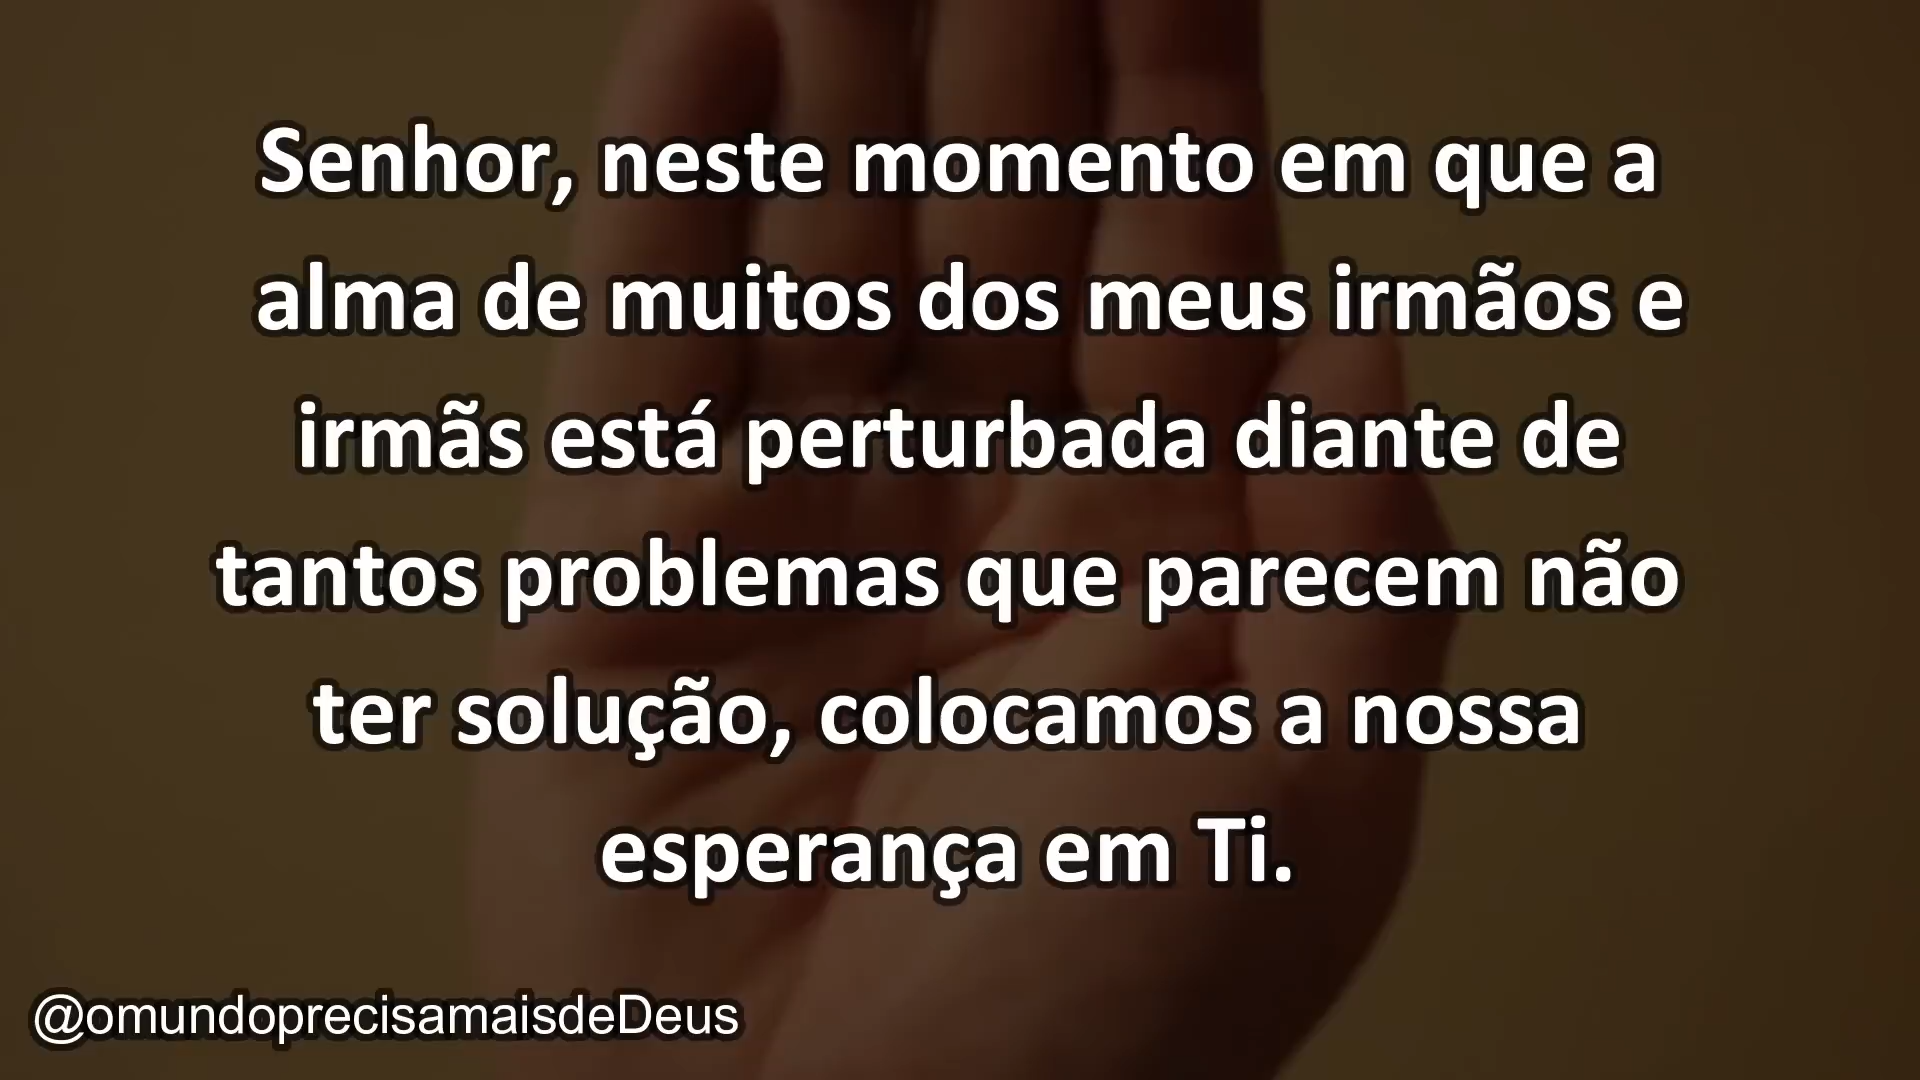 Senhor, neste momento em que a
alma de muitos dos meus irmãos e
irmãs está perturbada diante de
tantos problemas que parecem não
ter solução, colocamos a nossa
esperança em Ti.
@omundoprecisamaisdeDeus